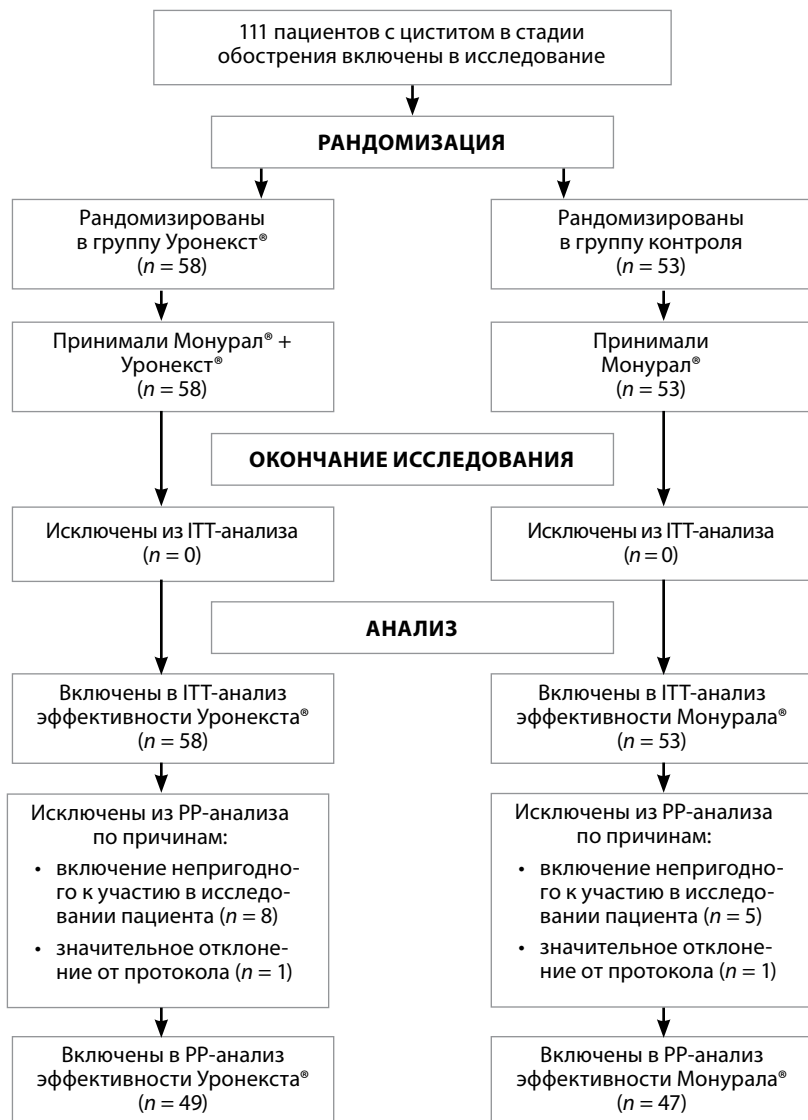 111 пациентов с циститом в стадии
обострения включены в исследование
РАНДОМИЗАЦИЯ
Рандомизированы
в группу Уронекст®
(n = 58)
Рандомизированы
в группу контроля
(n = 53)
Принимали Монурал® +
Уронекст®
(n = 58)
Принимали
Монурал®
(n = 53)
ОКОНЧАНИЕ ИССЛЕДОВАНИЯ
Исключены из ITT-анализа
(n = 0)
Исключены из ITT-анализа
(n = 0)
АНАЛИЗ
Включены в ITT-анализ
эффективности Уронекста®
(n = 58)
Включены в ITT-анализ
эффективности Монурала®
(n = 53)
Исключены из PP-анализа
по причинам:
• включение непригодно-
го к участию в исследо-
вании пациента (n = 8)
• значительное отклоне-
ние от протокола (n = 1)
Исключены из PP-анализа
по причинам:
• включение непригодно-
го к участию в исследо-
вании пациента (n = 5)
• значительное отклоне-
ние от протокола (n = 1)
Включены в PP-анализ
эффективности Уронекста®
(n = 49)
Включены в PP-анализ
эффективности Монурала®
(n = 47)